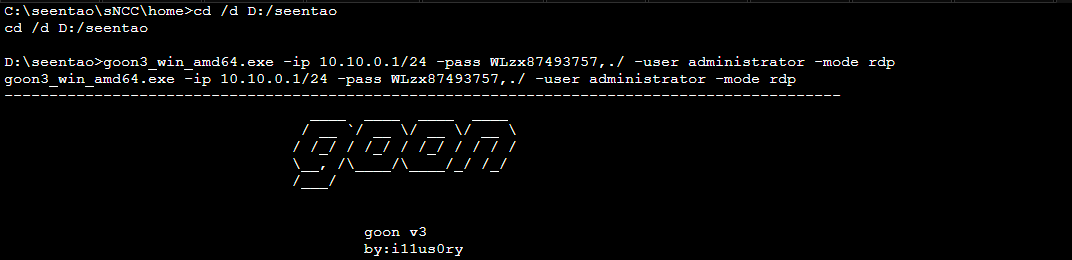 C:\seentao\sNCC\home>cd /d D:/seentao
cd /d D:/seentao
D:\seentao>goon3_win_amd64.exe -ip 10.10.0.1/24 -pass WLzx87493757,./ -user administrator -mode rdp
goon3_win_amd64.exe -ip 10.10.0.1/24 -pass WLzx87493757,./ -user administrator -mode rdp
goon
goon v3
by:i11us0ry